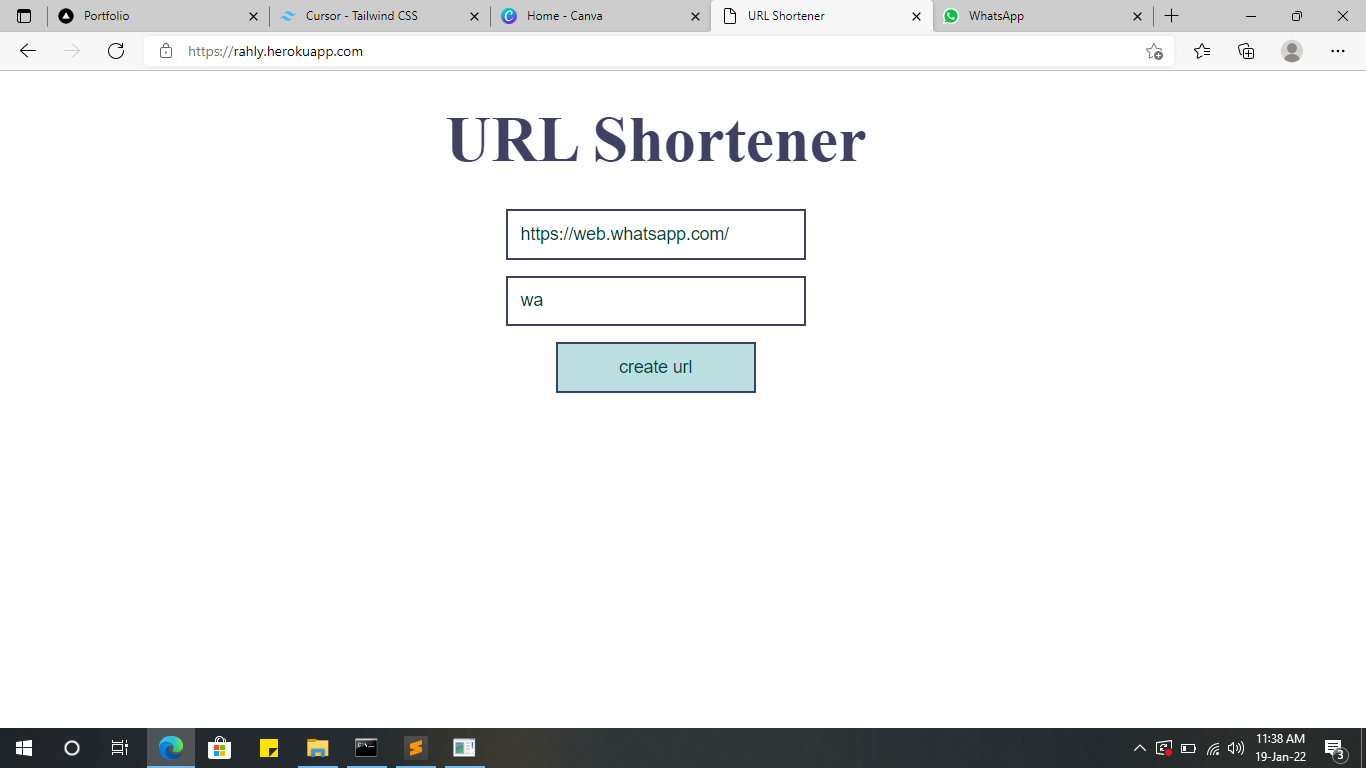 Portfolio
Cursor - Tailwind CSS
Home - Canva
URL Shortener
WhatsApp
https://rahly.herokuapp.com
URL Shortener
https://web.whatsapp.com/
wa
create url
11:38 AM
19-Jan-22
3